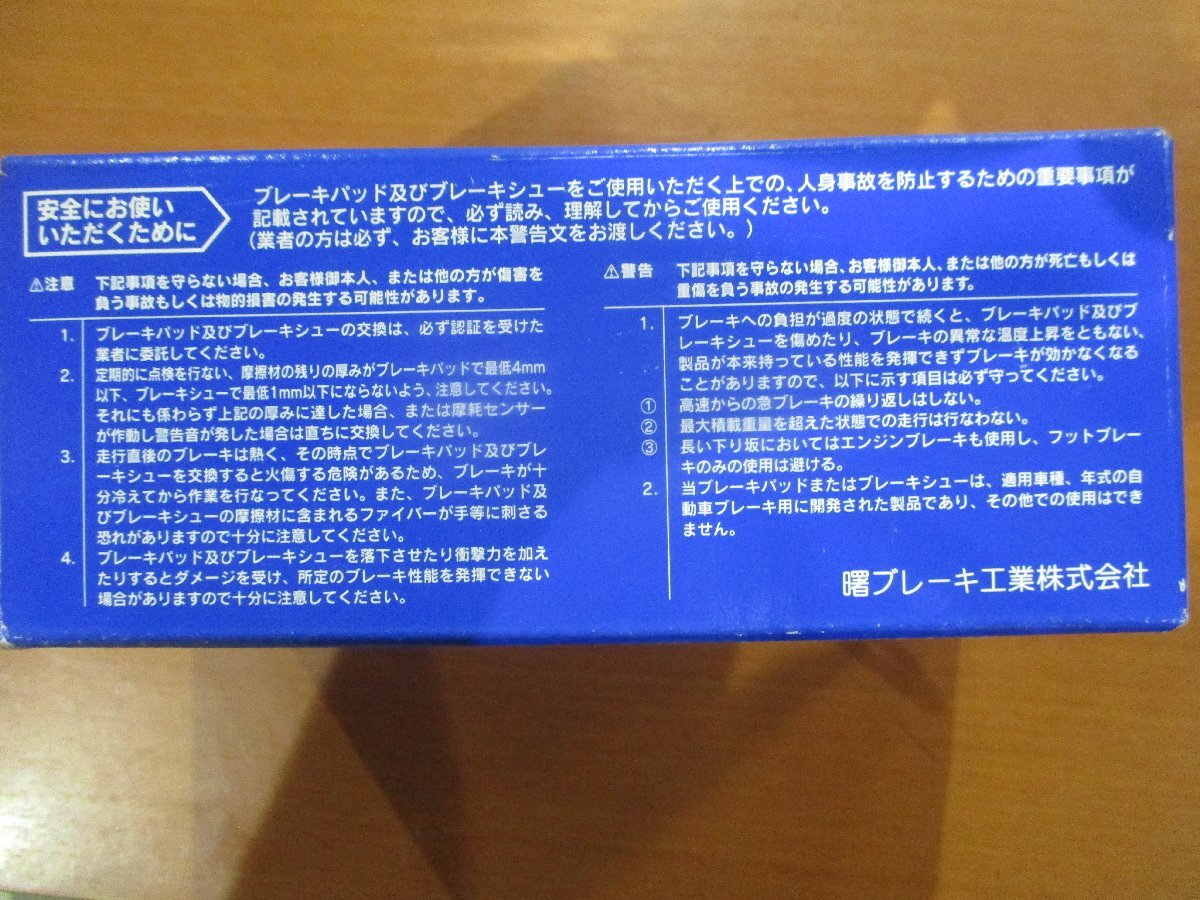 安全にお使い
いただくために
ブレーキパッド及びブレーキシューをご使用いただく上での、人身事故を防止するための重要事項が
記載されていますので、必ず読み、理解してからご使用ください。
（業者の方は必ず、お客様に本警告文をお渡しください。）
⚠注意 下記事項を守らない場合、お客様御本人、または他の方が傷害を
負う事故もしくは物的損害の発生する可能性があります。
1. ブレーキパッド及びブレーキシューの交換は、必ず認証を受けた
業者に委託してください。
2. 定期的に点検を行ない、摩擦材の残りの厚みがブレーキパッドで最低4mm
以下、ブレーキシューで最低1mm以下にならないよう、注意してください。
それにも係わらず上記の厚みに達した場合、または摩耗センサー
が作動し警告音が発した場合は直ちに交換してください。
3. 走行直後のブレーキは熱く、その時点でブレーキパッド及びブレ
ーキシューを交換すると火傷する危険があるため、ブレーキが十
分冷えてから作業を行なってください。また、ブレーキパッド及
びブレーキシューの摩擦材に含まれるファイバーが手等に刺さる
恐れがありますので十分に注意してください。
4. ブレーキパッド及びブレーキシューを落下させたり衝撃力を加え
たりするとダメージを受け、所定のブレーキ性能を発揮できない
場合がありますので十分に注意してください。
⚠警告 下記事項を守らない場合、お客様御本人、または他の方が死亡もしくは
重傷を負う事故の発生する可能性があります。
1. ブレーキへの負担が過度の状態で続くと、ブレーキパッド及びブ
レーキシューを傷めたり、ブレーキの異常な温度上昇をともない、
製品が本来持っている性能を発揮できずブレーキが効かなくなる
ことがありますので、以下に示す項目は必ず守ってください。
① 高速からの急ブレーキの繰り返しはしない。
② 最大積載重量を超えた状態での走行は行なわない。
③ 長い下り坂においてはエンジンブレーキも使用し、フットブレー
キのみの使用は避ける。
2. 当ブレーキパッドまたはブレーキシューは、適用車種、年式の自
動車ブレーキ用に開発された製品であり、その他での使用はでき
ません。
曙ブレーキ工業株式会社